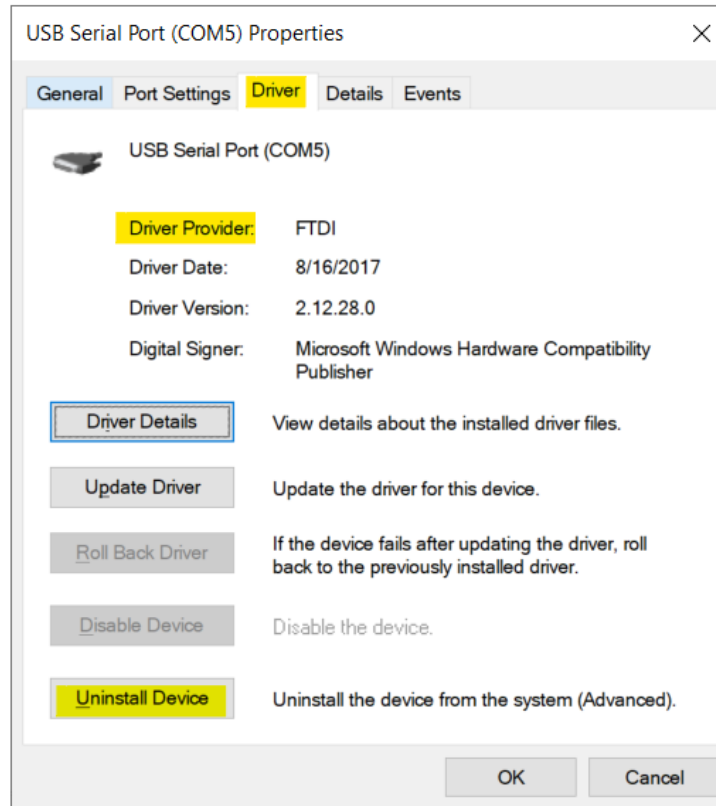 USB Serial Port (COM5) Properties
General Port Settings Driver Details Events
USB Serial Port (COM5)
Driver Provider: FTDI
Driver Date: 8/16/2017
Driver Version: 2.12.28.0
Digital Signer: Microsoft Windows Hardware Compatibility
Publisher
Driver Details View details about the installed driver files.
Update Driver Update the driver for this device.
Roll Back Driver If the device fails after updating the driver, roll
back to the previously installed driver.
Disable Device Disable the device.
Uninstall Device Uninstall the device from the system (Advanced).
OK Cancel